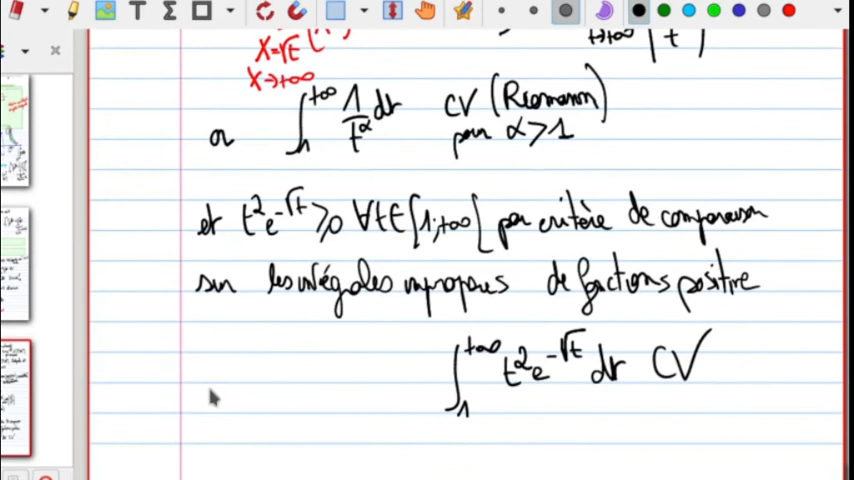 X=√t
X→+∞
t→+∞ | t
or ∫₁^{+∞} 1/t^α dt CV (Riemann)
pour α>1
et t²e^{-√t} ≥0 ∀t∈[1;+∞[ par critère de comparaison
sur les intégrales impropres de fonctions positive
∫₁^{+∞} t²e^{-√t} dt CV